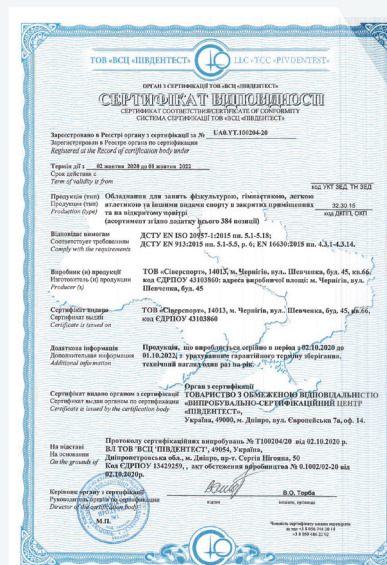 ТОВ «ВСЦ «ПІВДЕНТЕСТ» LLC «TCC «PIVDENTEST»
ОРГАН З СЕРТИФІКАЦІЇ ТОВ «ВСЦ «ПІВДЕНТЕСТ»
СЕРТИФІКАТ ВІДПОВІДНОСТІ
СЕРТИФИКАТ СООТВЕТСТВИЯ/CERTIFICATE OF CONFORMITY
СИСТЕМА СЕРТИФІКАЦІЇ ТОВ «ВСЦ «ПІВДЕНТЕСТ»
Зареєстровано в Реєстрі органу з сертифікації за № UA0.YT.100204-20
Зарегистрирован в Реестре органа по сертификации
Registered at the Record of certification body under
Термін дії з 02 жовтня 2020 до 01 жовтня 2022
Срок действия с
Term of validity is from
код УКТ ЗЕД, ТН ЗЕД
Продукція (тип) Обладнання для занять фізкультурою, гімнастикою, легкою
Продукция (тип) атлетикою та іншими видами спорту в закритих приміщеннях 32.30.15
Production (type) та на відкритому повітрі код ДКПП, ОКП
(асортимент згідно додатку всього 384 позиції)
Відповідає вимогам ДСТУ EN ISO 20957-1:2015 пп. 5.1-5.18;
Соответствует требованиям ДСТУ EN 913:2015 пп. 5.1-5.5, р. 6; EN 16630:2015 пп. 4.3.1-4.3.14.
Comply with the requirements
Виробник (и) продукції ТОВ «Сіверспорт», 14013, м. Чернігів, вул. Шевченка, буд. 45, кв.66,
Изготовитель (и) продукции код ЄДРПОУ 43103860: адреса виробничої площі: м. Чернігів, вул.
Producer (s) Шевченка, буд. 45
Сертифікат видано ТОВ «Сіверспорт», 14013, м. Чернігів, вул. Шевченка, буд. 45, кв.66,
Сертификат выдан код ЄДРПОУ 43103860
Certificate is issued on
Додаткова інформація Продукція, що виробляється серійно в період з 02.10.2020 до
Дополнительная информация 01.10.2022, з урахуванням гарантійного терміну зберігання,
Additional information технічний нагляд один раз на рік.
Орган з сертифікації
Сертифікат видано органом з сертифікації ТОВАРИСТВО З ОБМЕЖЕНОЮ ВІДПОВІДАЛЬНІСТЮ
Сертификат выдан органом по сертификации «ВИПРОБУВАЛЬНО-СЕРТИФІКАЦІЙНИЙ ЦЕНТР
Certificate is issued by the certification body «ПІВДЕНТЕСТ»,
Україна, 49000, м. Дніпро, вул. Європейська 7а, оф. 14.
Протоколу сертифікаційних випробувань № Т100204/20 від 02.10.2020 р.
На підставі ВЛ ТОВ 'ВСЦ 'ПІВДЕНТЕСТ', 49054, Україна,
На основании Дніпропетровська обл., м. Дніпро, пр-т. Сергія Нігояна, 50
On the grounds of Код ЄДРПОУ 13429259, , акт обстеження виробництва № 0.1002/02-20 від
02.10.2020р.
Керівник органу з сертифікації В.О. Торба
Руководитель органа по сертификации
Director of the certification body
М.П.
Чинність сертифікату можна перевірити